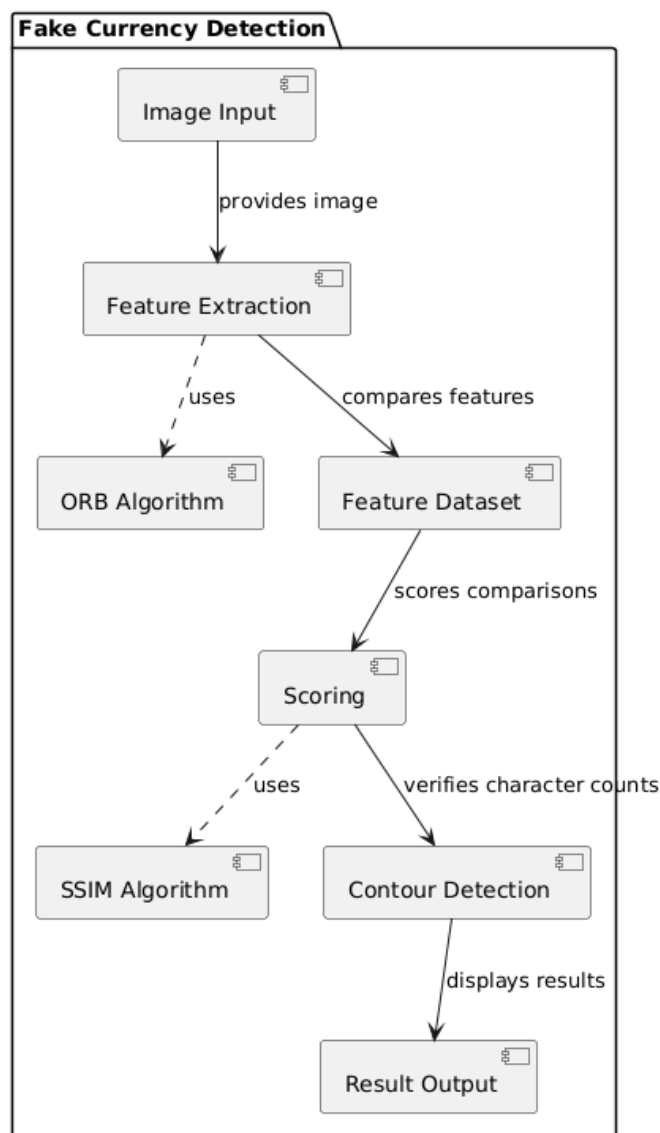 Fake Currency Detection
Image Input
provides image
Feature Extraction
uses
compares features
ORB Algorithm
Feature Dataset
scores comparisons
Scoring
uses
verifies character counts
SSIM Algorithm
Contour Detection
displays results
Result Output